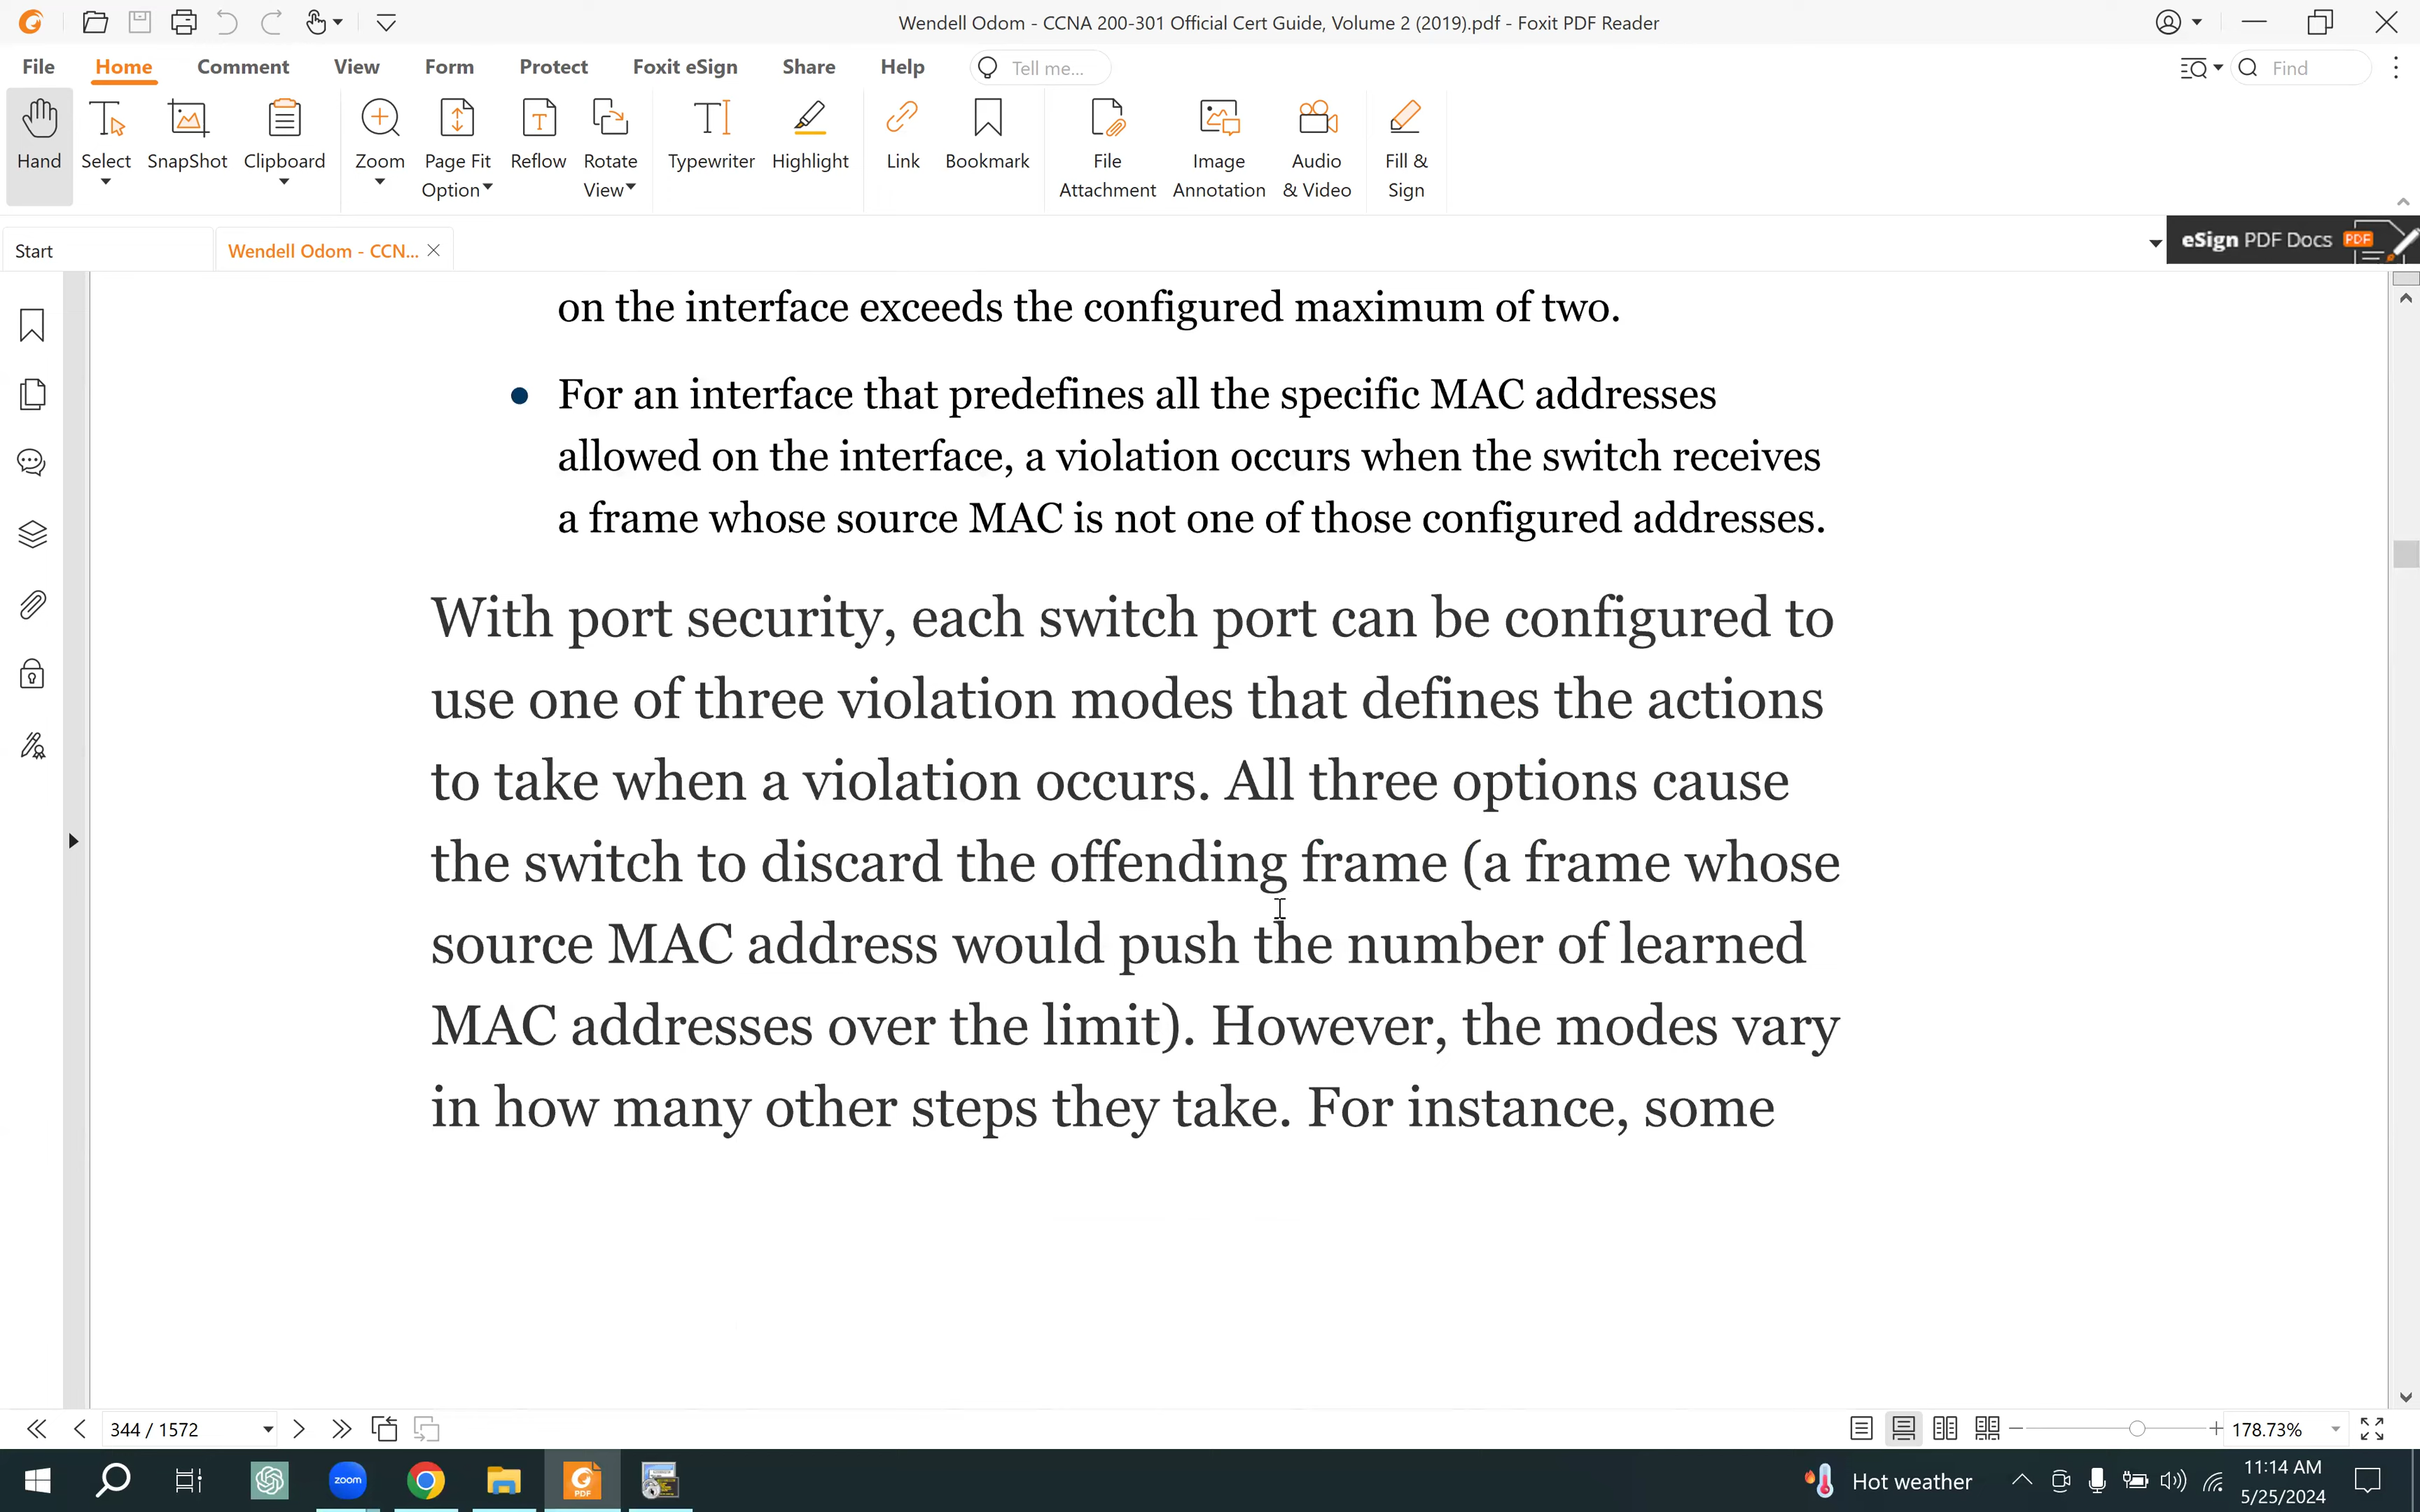 Wendell Odom - CCNA 200-301 Official Cert Guide, Volume 2 (2019).pdf - Foxit PDF Reader
File Home Comment View Form Protect Foxit eSign Share Help Tell me... Find
Hand Select SnapShot Clipboard Zoom Page Fit Option Reflow Rotate View Typewriter Highlight Link Bookmark File Attachment Image Annotation Audio & Video Fill & Sign
Start Wendell Odom - CCN... eSign PDF Docs PDF
on the interface exceeds the configured maximum of two.
• For an interface that predefines all the specific MAC addresses
allowed on the interface, a violation occurs when the switch receives
a frame whose source MAC is not one of those configured addresses.
With port security, each switch port can be configured to
use one of three violation modes that defines the actions
to take when a violation occurs. All three options cause
the switch to discard the offending frame (a frame whose
source MAC address would push the number of learned
MAC addresses over the limit). However, the modes vary
in how many other steps they take. For instance, some
344 / 1572 178.73%
zoom PDF Hot weather 11:14 AM
5/25/2024